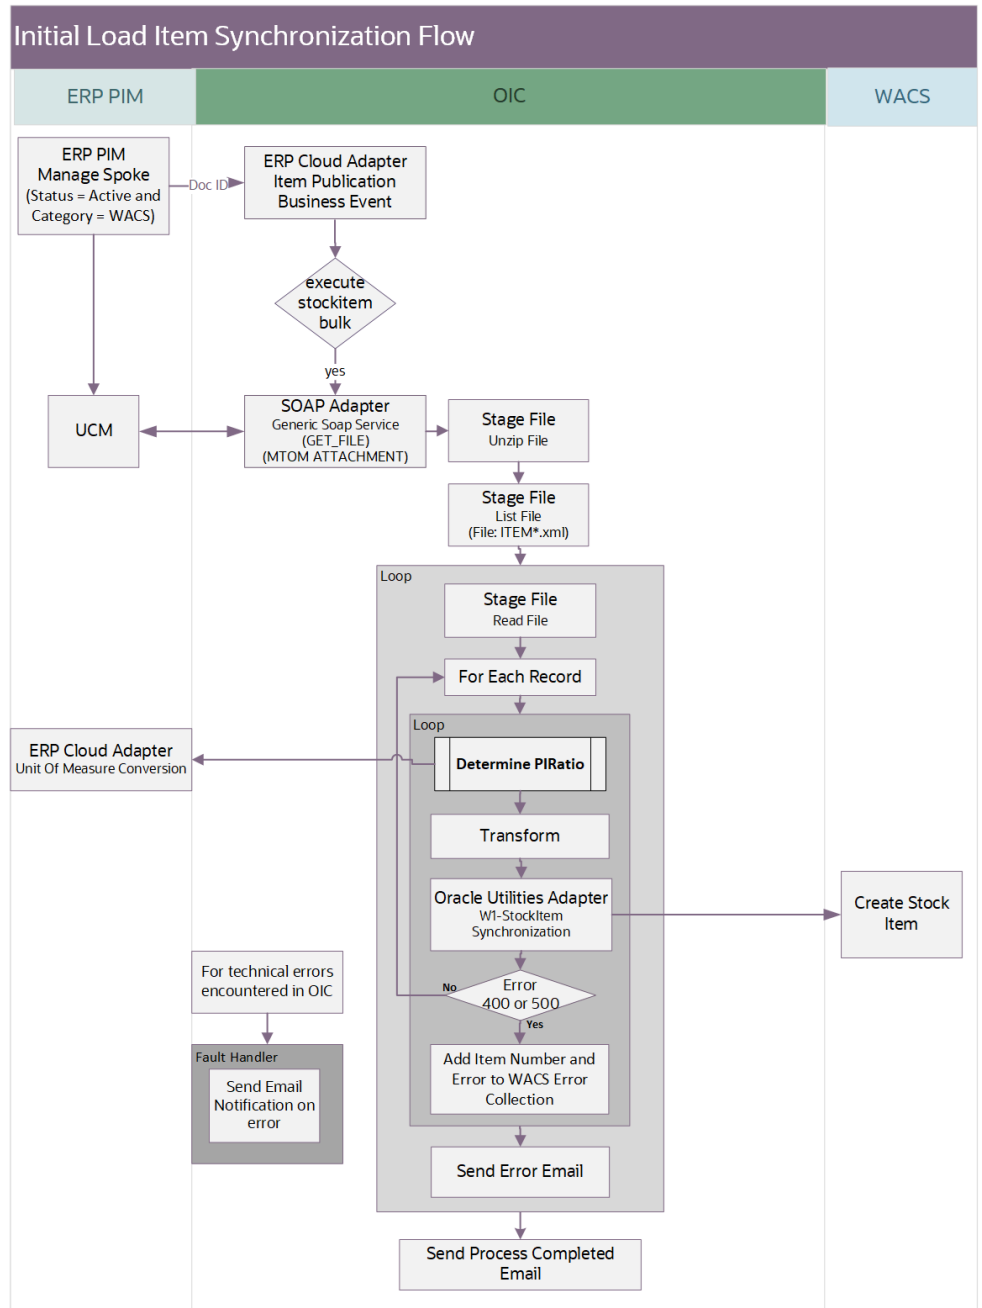 Initial Load Item Synchronization Flow
ERP PIM
OIC
WACS
ERP PIM
Manage Spoke
(Status = Active and
Category = WACS)
Doc ID
ERP Cloud Adapter
Item Publication
Business Event
execute
stockitem
bulk
yes
UCM
SOAP Adapter
Generic Soap Service
(GET_FILE)
(MTOM ATTACHMENT)
Stage File
Unzip File
Stage File
List File
(File: ITEM*.xml)
Loop
Stage File
Read File
For Each Record
Loop
ERP Cloud Adapter
Unit Of Measure Conversion
Determine PIRatio
Transform
Oracle Utilities Adapter
W1-StockItem
Synchronization
Create Stock
Item
For technical errors
encountered in OIC
No
Error
400 or 500
Yes
Fault Handler
Send Email
Notification on
error
Add Item Number and
Error to WACS Error
Collection
Send Error Email
Send Process Completed
Email